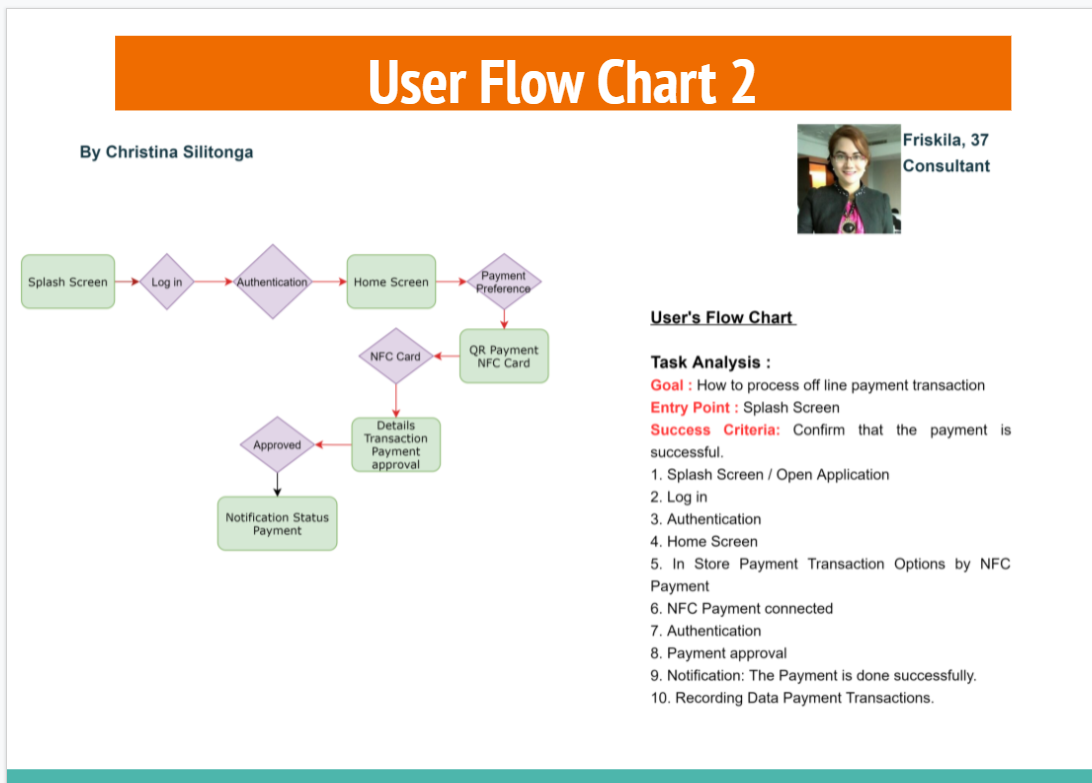 User Flow Chart 2
By Christina Silitonga
Friskila, 37
Consultant
Splash Screen
Log in
Authentication
Home Screen
Payment
Preference
NFC Card
QR Payment
NFC Card
Details
Transaction
Payment
approval
Approved
Notification Status
Payment
User's Flow Chart
Task Analysis :
Goal : How to process off line payment transaction
Entry Point : Splash Screen
Success Criteria: Confirm that the payment is
successful.
1. Splash Screen / Open Application
2. Log in
3. Authentication
4. Home Screen
5. In Store Payment Transaction Options by NFC
Payment
6. NFC Payment connected
7. Authentication
8. Payment approval
9. Notification: The Payment is done successfully.
10. Recording Data Payment Transactions.